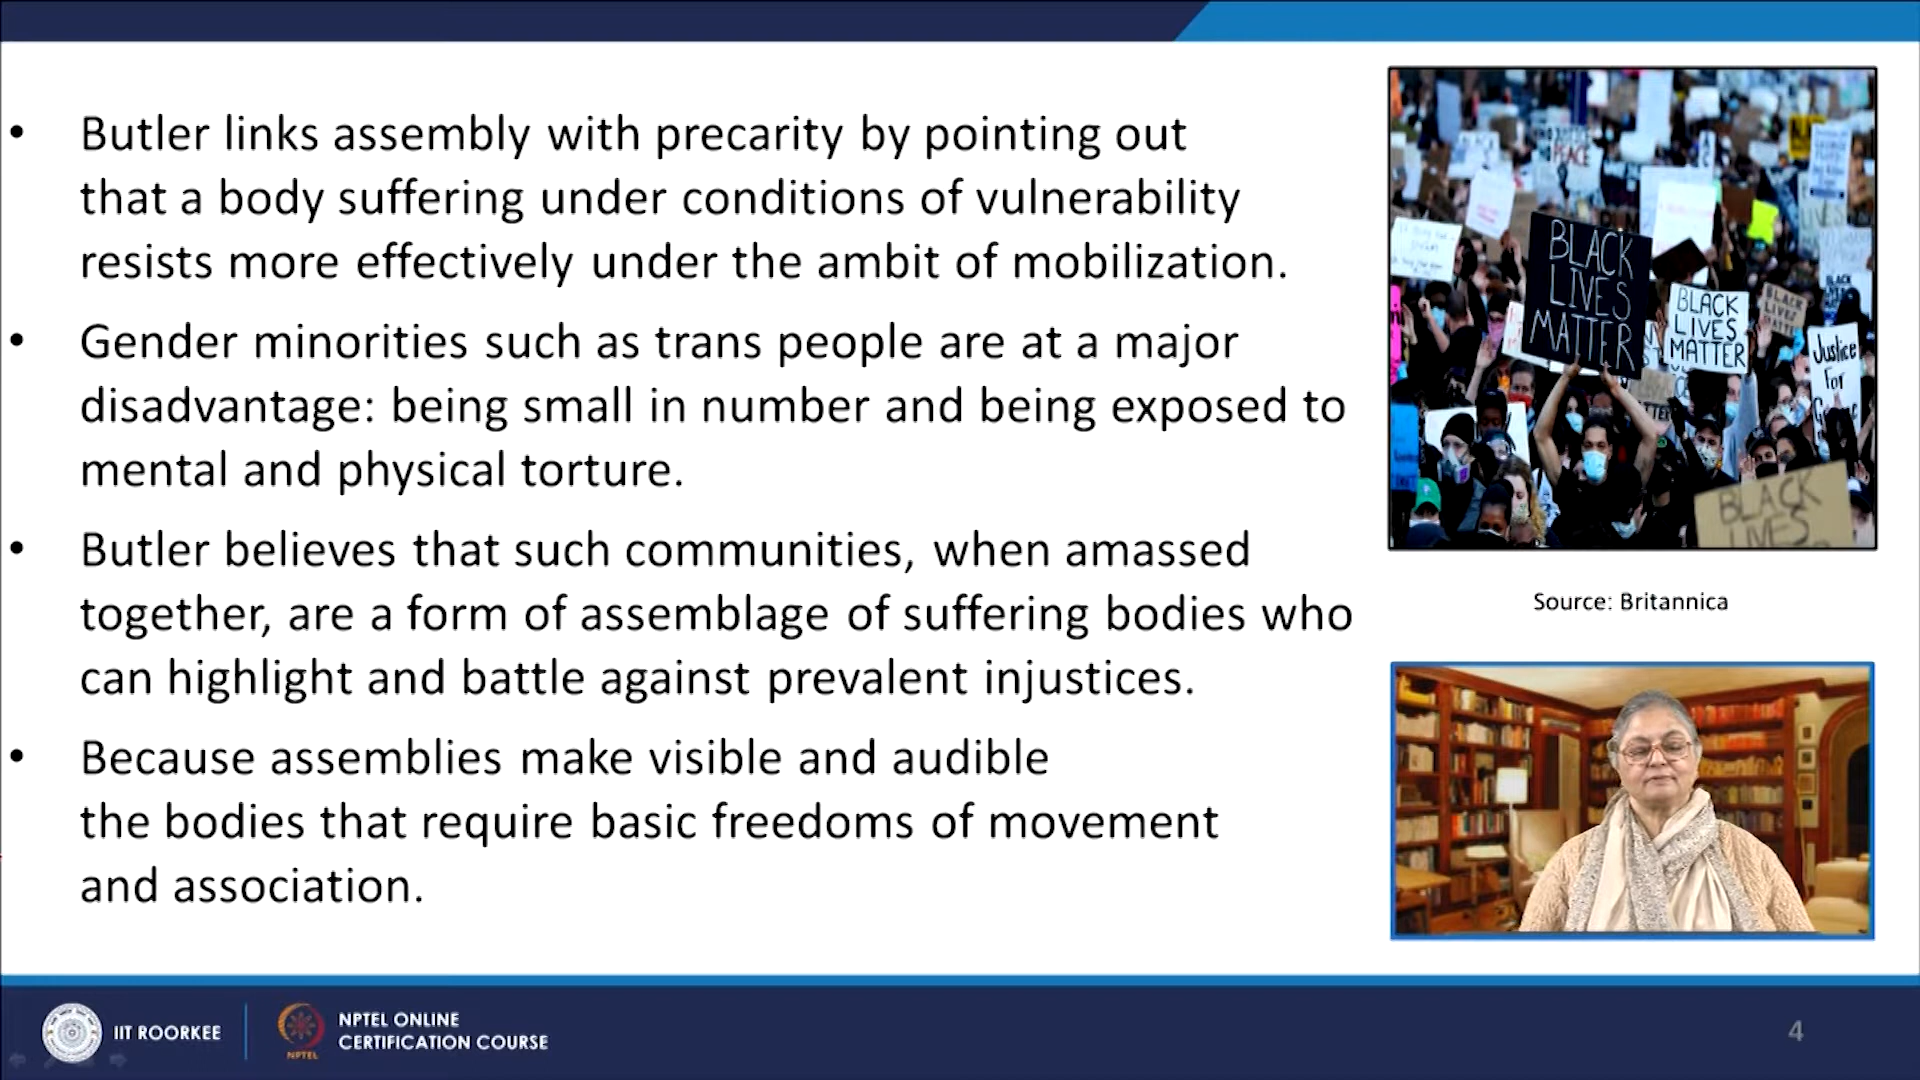 • Butler links assembly with precarity by pointing out
that a body suffering under conditions of vulnerability
resists more effectively under the ambit of mobilization.
• Gender minorities such as trans people are at a major
disadvantage: being small in number and being exposed to
mental and physical torture.
• Butler believes that such communities, when amassed
together, are a form of assemblage of suffering bodies who
can highlight and battle against prevalent injustices.
• Because assemblies make visible and audible
the bodies that require basic freedoms of movement
and association.
PEACE
BLACK
LIVES
MATTER
BLACK
LIVES
MATTER
BLACK
LIVES
Justice
For
BLACK
LIVES
Source: Britannica
IIT ROORKEE
NPTEL
NPTEL ONLINE
CERTIFICATION COURSE
4